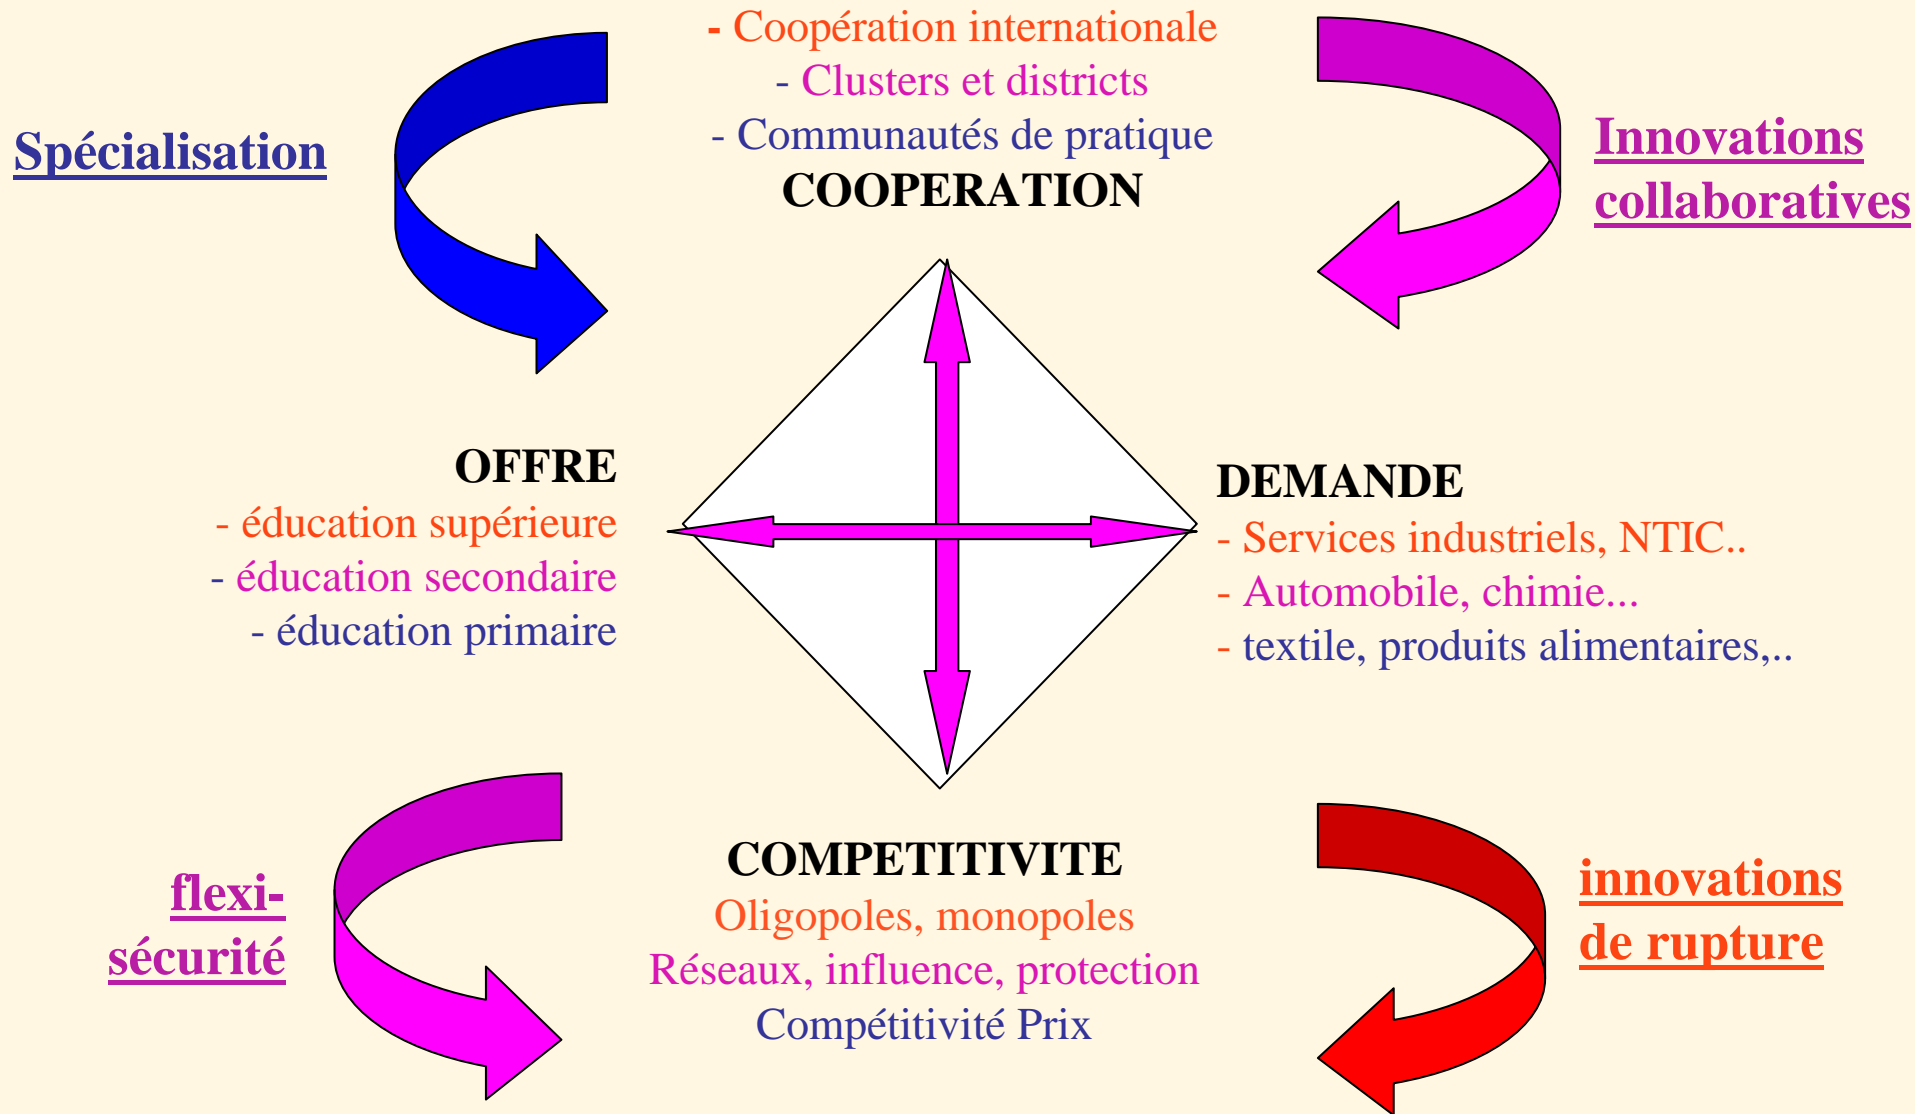 - Coopération internationale
- Clusters et districts
- Communautés de pratique
COOPERATION
Spécialisation
Innovations
collaboratives
OFFRE
- éducation supérieure
- éducation secondaire
- éducation primaire
DEMANDE
- Services industriels, NTIC..
- Automobile, chimie...
- textile, produits alimentaires,..
flexi-
sécurité
COMPETITIVITE
Oligopoles, monopoles
Réseaux, influence, protection
Compétitivité Prix
innovations
de rupture